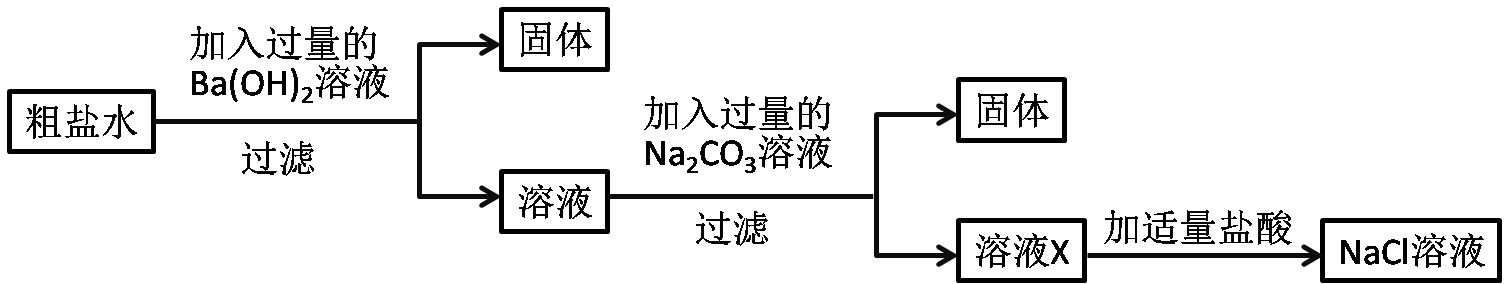 粗盐水
加入过量的
Ba(OH)₂溶液
过滤
固体
溶液
加入过量的
Na₂CO₃溶液
过滤
固体
溶液X
加适量盐酸
NaCl溶液